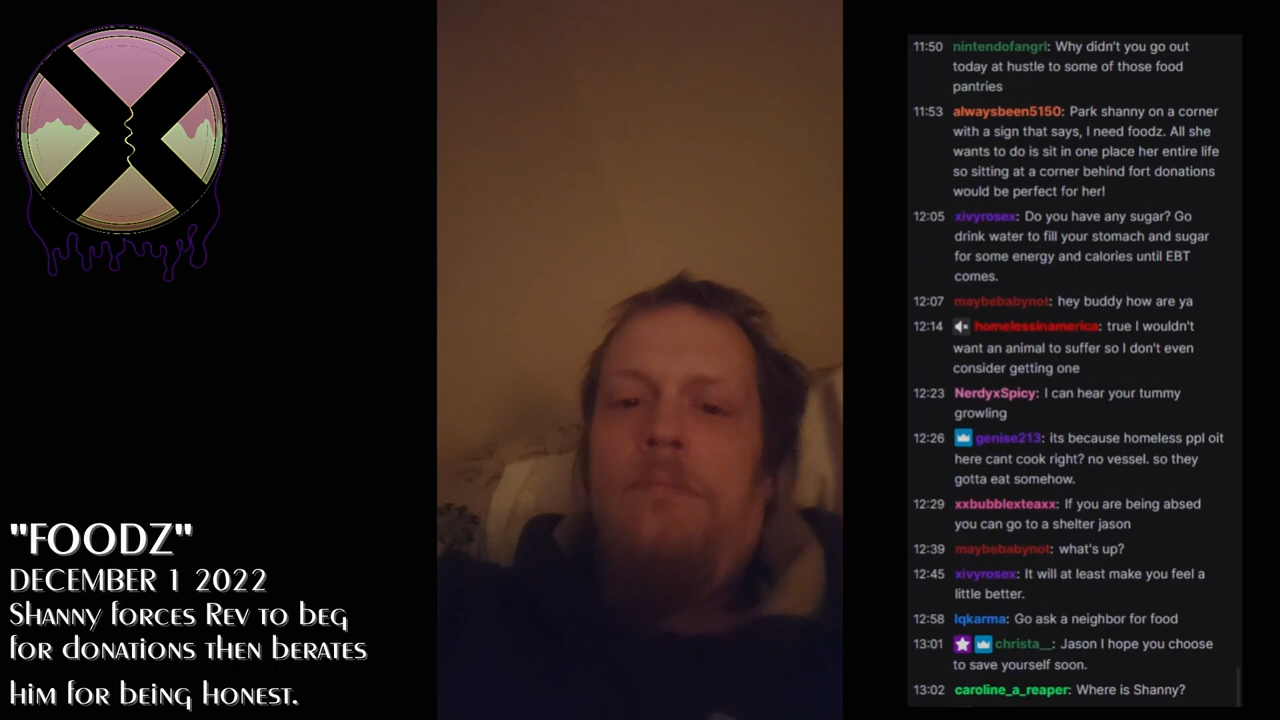 "FOODZ"
DECEMBER 1 2022
Shanny forces Rev to beg
for donations then berates
him for being honest.
11:50 nintendofangrl: Why didn't you go out
today at hustle to some of those food
pantries
11:53 alwaysbeen5150: Park shanny on a corner
with a sign that says, I need foodz. All she
wants to do is sit in one place her entire life
so sitting at a corner behind fort donations
would be perfect for her!
12:05 xivyrosex: Do you have any sugar? Go
drink water to fill your stomach and sugar
for some energy and calories until EBT
comes.
12:07 maybebabynot: hey buddy how are ya
12:14 homelessinamerica: true I wouldn't
want an animal to suffer so I don't even
consider getting one
12:23 NerdyxSpicy: I can hear your tummy
growling
12:26 genise213: its because homeless ppl oit
here cant cook right? no vessel. so they
gotta eat somehow.
12:29 xxbubblexteaxx: If you are being absed
you can go to a shelter jason
12:39 maybebabynot: what's up?
12:45 xivyrosex: It will at least make you feel a
little better.
12:58 lqkarma: Go ask a neighbor for food
13:01 christa__: Jason I hope you choose
to save yourself soon.
13:02 caroline_a_reaper: Where is Shanny?